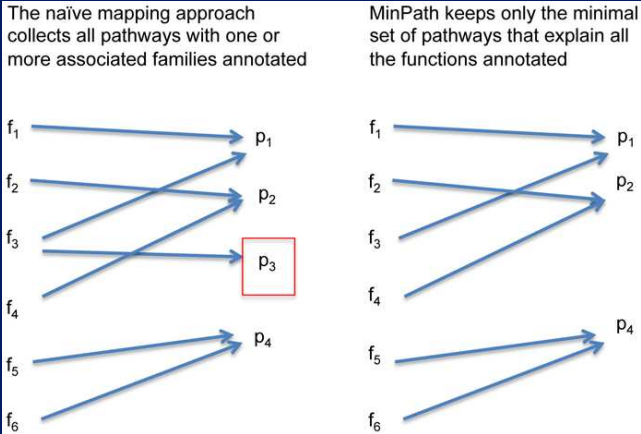 The naïve mapping approach
collects all pathways with one or
more associated families annotated
f₁
p₁
f₂
p₂
f₃
p₃
f₄
p₄
f₅
f₆
MinPath keeps only the minimal
set of pathways that explain all
the functions annotated
f₁
p₁
f₂
p₂
f₃
f₄
p₄
f₅
f₆